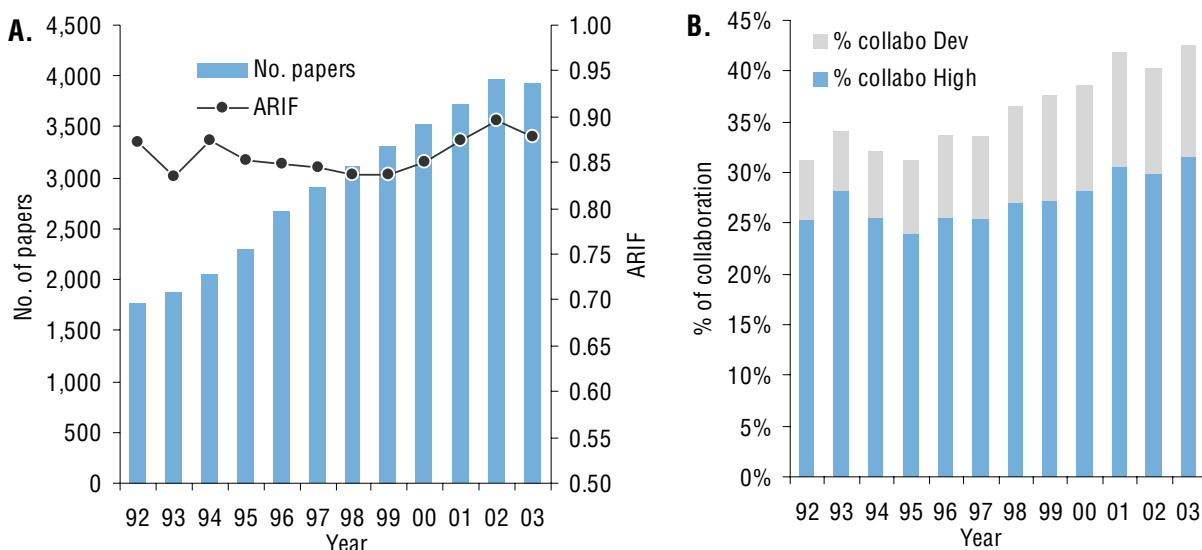 A.
No. of papers
4,500
4,000
3,500
3,000
2,500
2,000
1,500
1,000
500
0
No. papers
ARIF
1.00
0.95
0.90
0.85
0.80
0.75
0.70
0.65
0.60
0.55
0.50
ARIF
92 93 94 95 96 97 98 99 00 01 02 03
Year
B.
% of collaboration
45%
40%
35%
30%
25%
20%
15%
10%
5%
0%
% collabo Dev
% collabo High
92 93 94 95 96 97 98 99 00 01 02 03
Year